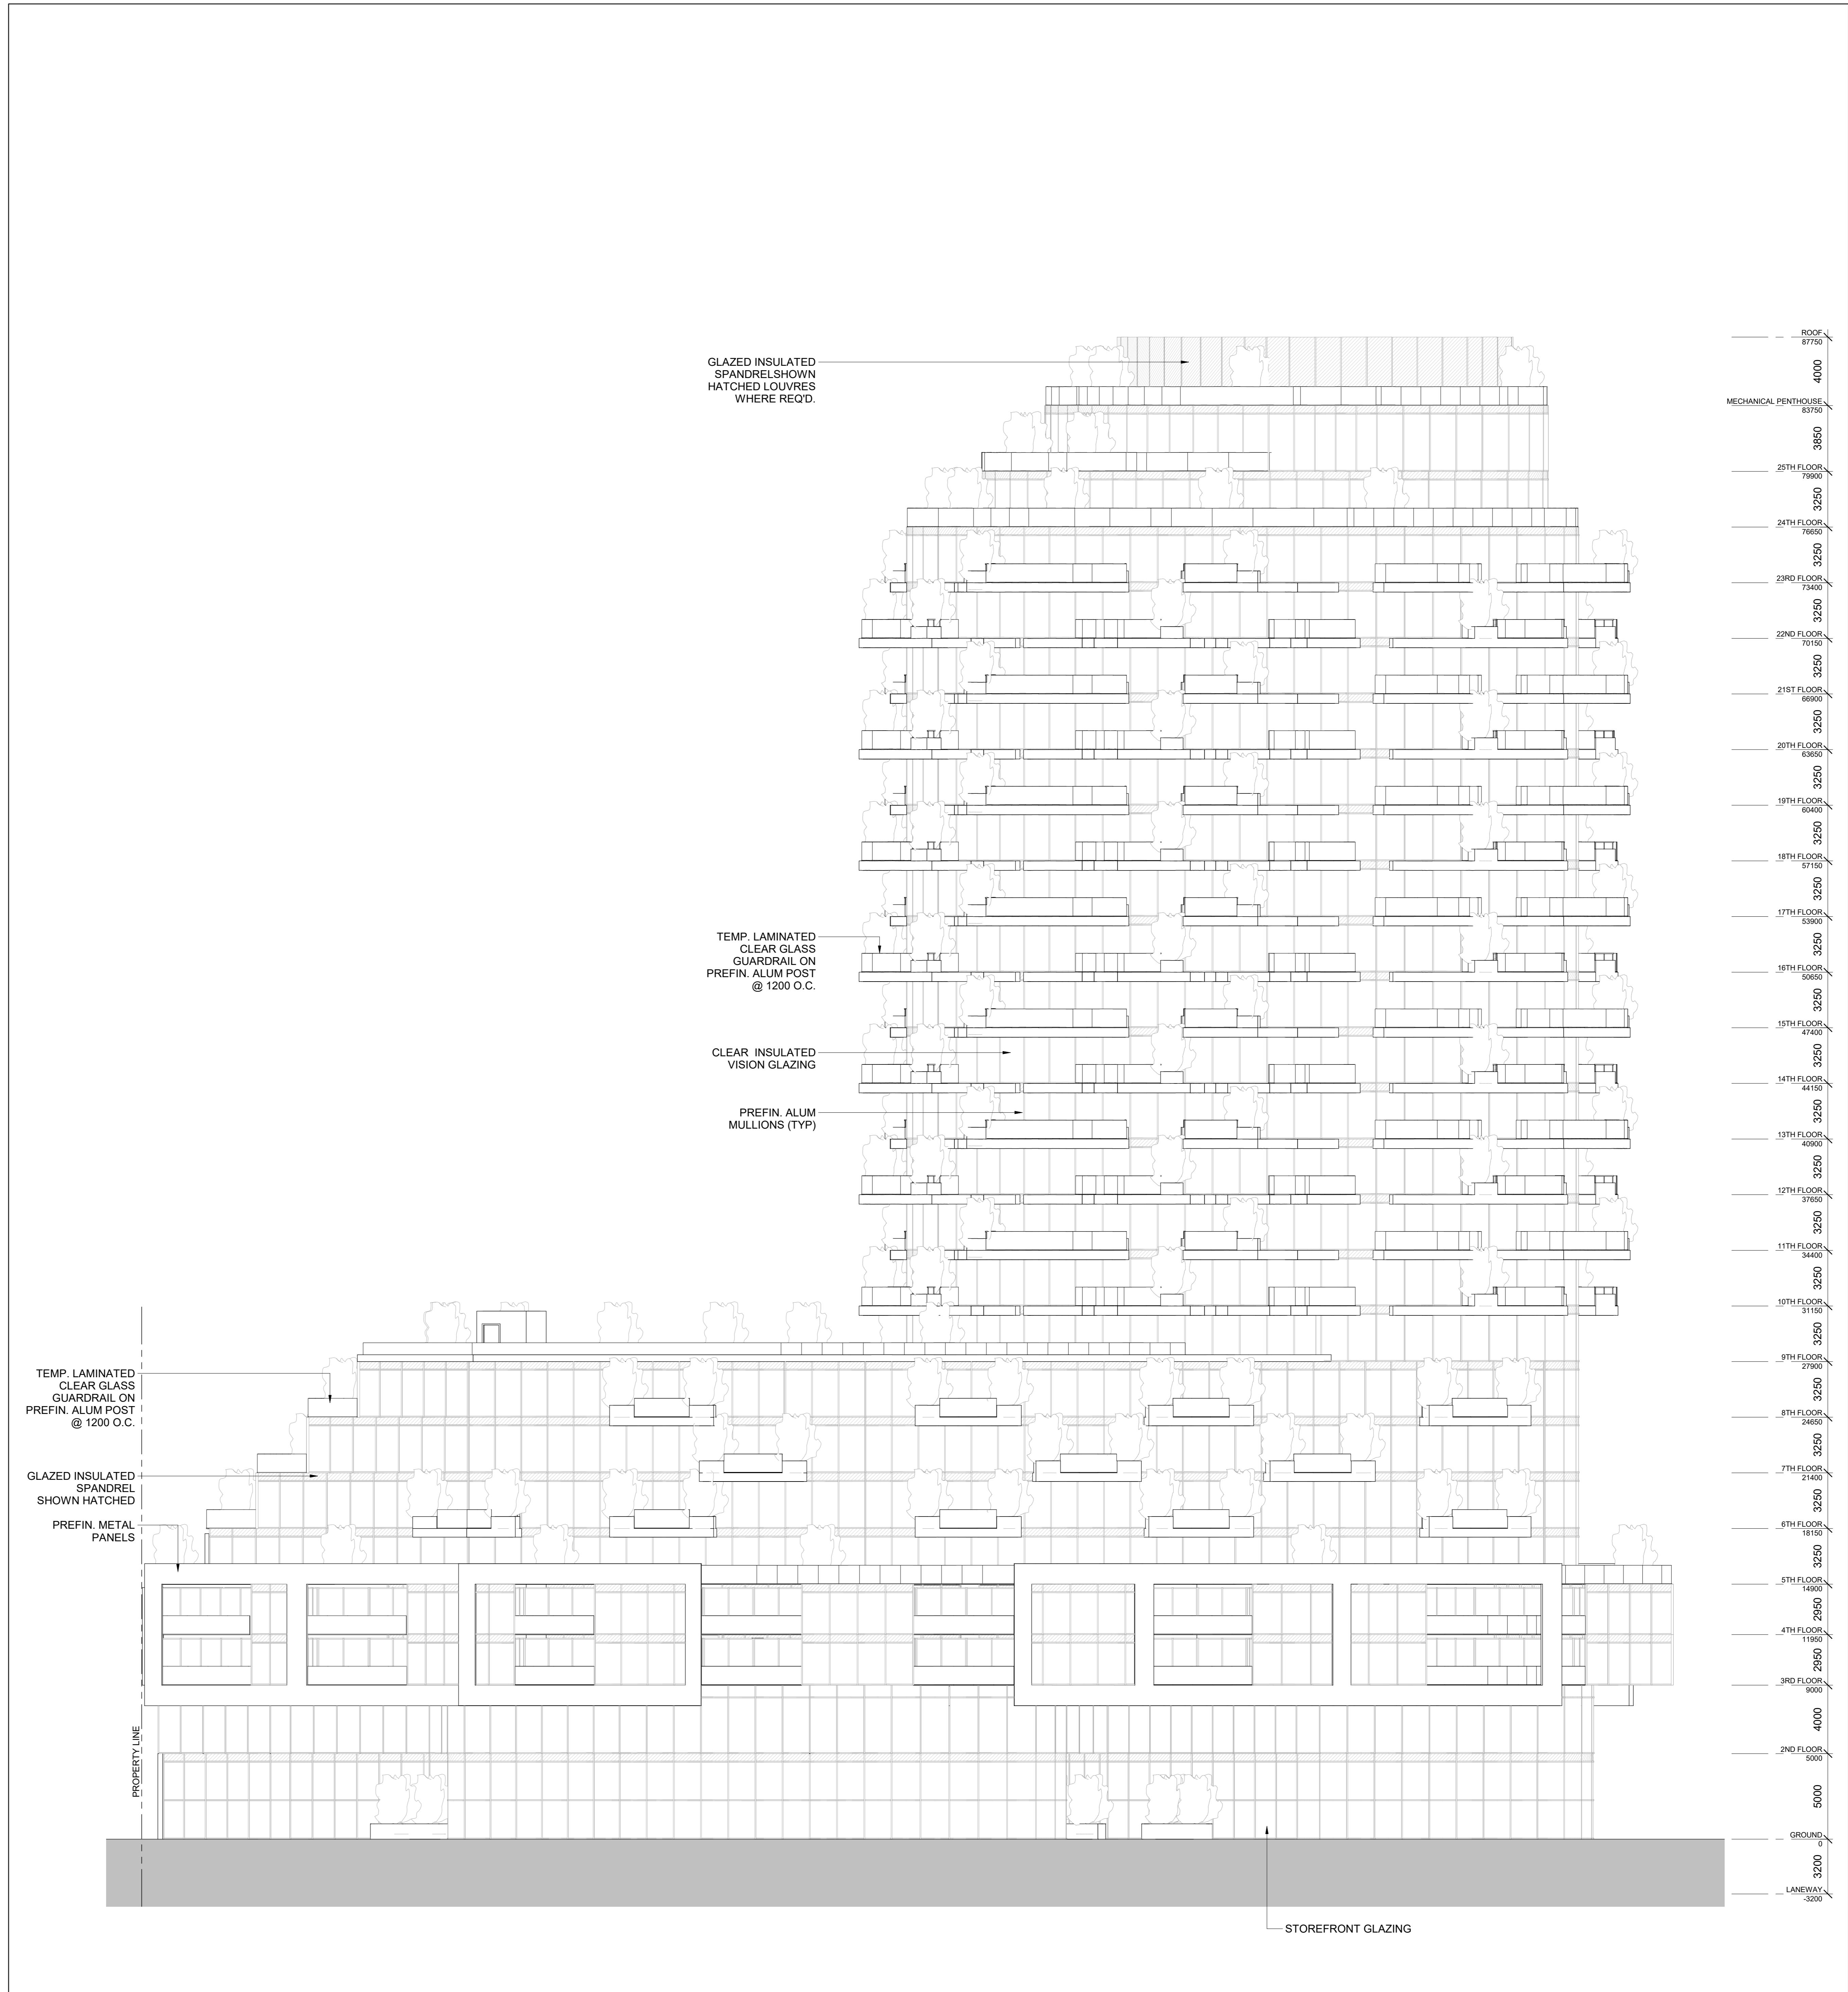 GLAZED INSULATED
SPANDRELSHOWN
HATCHED LOUVRES
WHERE REQ'D.
TEMP. LAMINATED
CLEAR GLASS
GUARDRAIL ON
PREFIN. ALUM POST
@ 1200 O.C.
CLEAR INSULATED
VISION GLAZING
PREFIN. ALUM
MULLIONS (TYP)
TEMP. LAMINATED
CLEAR GLASS
GUARDRAIL ON
PREFIN. ALUM POST
@ 1200 O.C.
GLAZED INSULATED
SPANDREL
SHOWN HATCHED
PREFIN. METAL
PANELS
PROPERTY LINE
STOREFRONT GLAZING
ROOF
87750
4000
MECHANICAL PENTHOUSE
83750
3850
25TH FLOOR
79900
3250
24TH FLOOR
76650
3250
23RD FLOOR
73400
3250
22ND FLOOR
70150
3250
21ST FLOOR
66900
3250
20TH FLOOR
63650
3250
19TH FLOOR
60400
3250
18TH FLOOR
57150
3250
17TH FLOOR
53900
3250
16TH FLOOR
50650
3250
15TH FLOOR
47400
3250
14TH FLOOR
44150
3250
13TH FLOOR
40900
3250
12TH FLOOR
37650
3250
11TH FLOOR
34400
3250
10TH FLOOR
31150
3250
9TH FLOOR
27900
3250
8TH FLOOR
24650
3250
7TH FLOOR
21400
3250
6TH FLOOR
18150
3250
5TH FLOOR
14900
2950
4TH FLOOR
11950
2950
3RD FLOOR
9000
4000
2ND FLOOR
5000
5000
GROUND
0
3200
LANEWAY
-3200